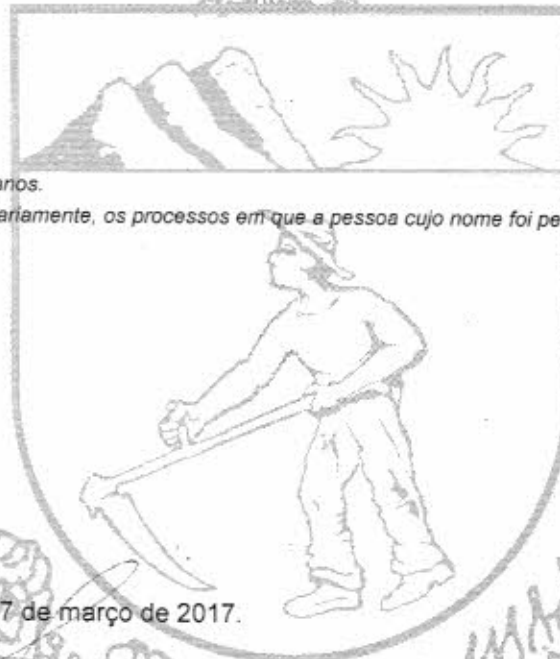 anos.
ariamente, os processos em que a pessoa cujo nome foi pe
7 de março de 2017.